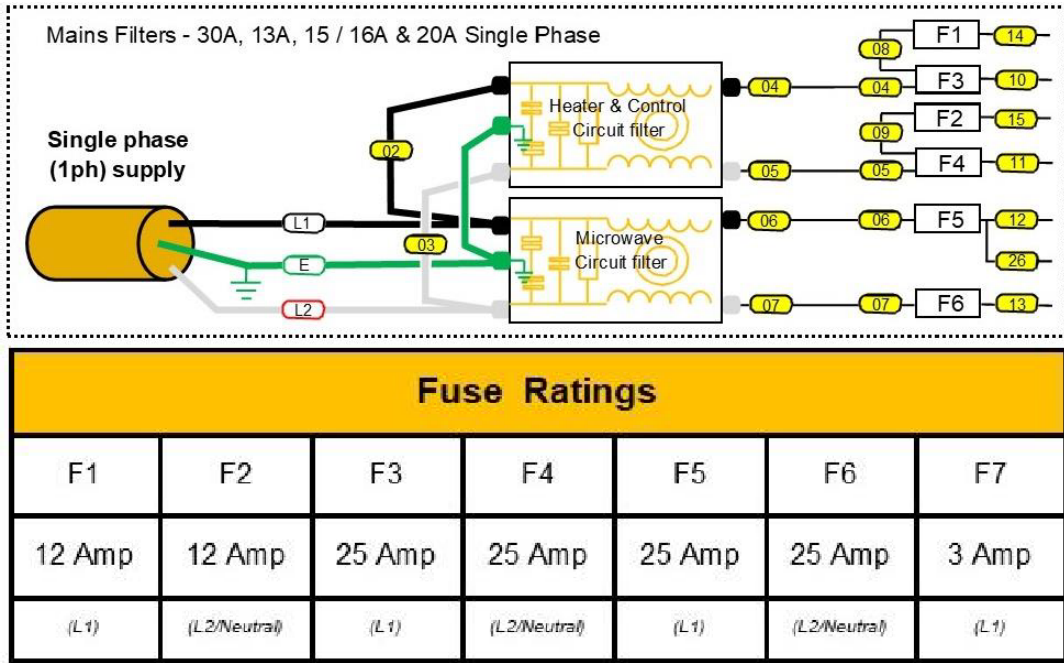 Mains Filters - 30A, 13A, 15 / 16A & 20A Single Phase
F1 14
08
04 04 F3 10
Heater & Control
Circuit filter
F2 15
09
02
05 05 F4 11
Single phase
(1ph) supply
L1
03
E
L2
Microwave
Circuit filter
06 06 F5 12
26
07 07 F6 13
Fuse Ratings
F1 F2 F3 F4 F5 F6 F7
12 Amp 12 Amp 25 Amp 25 Amp 25 Amp 25 Amp 3 Amp
(L1) (L2/Neutral) (L1) (L2/Neutral) (L1) (L2/Neutral) (L1)